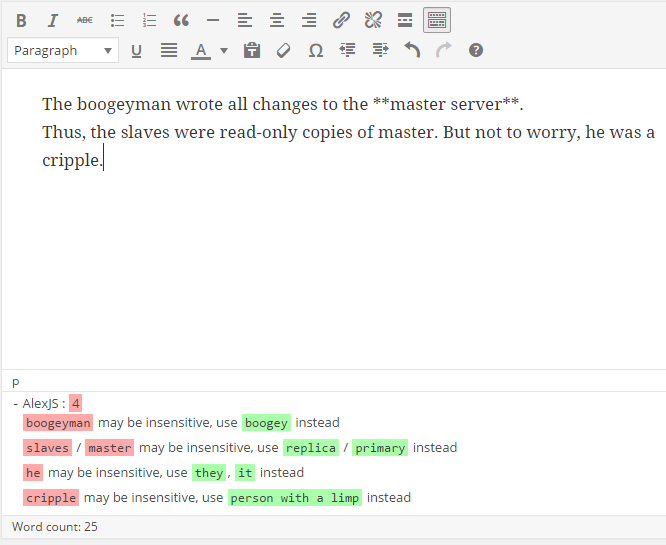 B I ABC
Paragraph U A Ω ?
The boogeyman wrote all changes to the **master server**.
Thus, the slaves were read-only copies of master. But not to worry, he was a
cripple.
p
- AlexJS : 4
boogeyman may be insensitive, use boogey instead
slaves / master may be insensitive, use replica / primary instead
he may be insensitive, use they, it instead
cripple may be insensitive, use person with a limp instead
Word count: 25